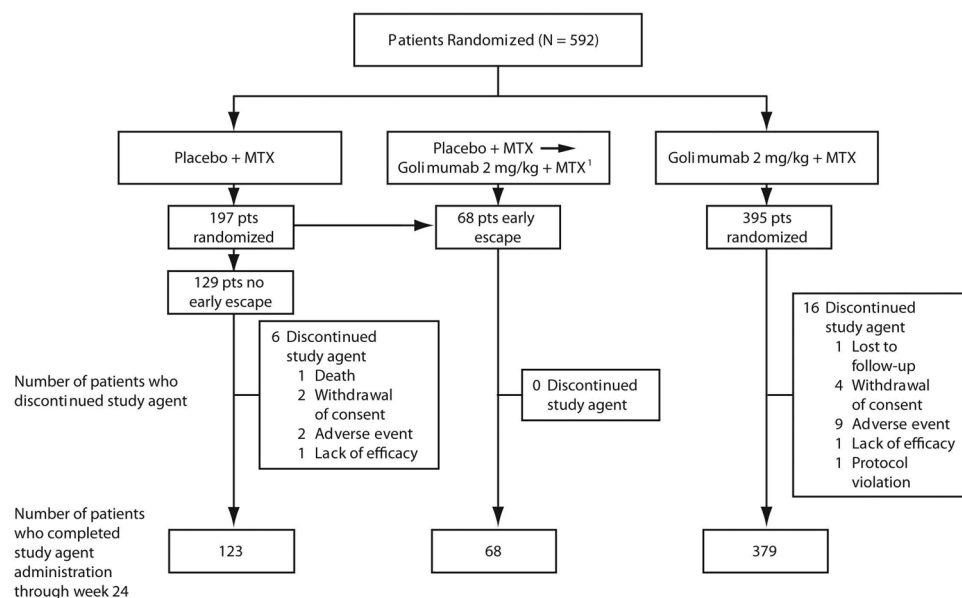 Patients Randomized (N = 592)
Placebo + MTX
Placebo + MTX →
Golimumab 2 mg/kg + MTX¹
Golimumab 2 mg/kg + MTX
197 pts
randomized
68 pts early
escape
395 pts
randomized
129 pts no
early escape
Number of patients who
discontinued study agent
6 Discontinued
study agent
1 Death
2 Withdrawal
of consent
2 Adverse event
1 Lack of efficacy
0 Discontinued
study agent
16 Discontinued
study agent
1 Lost to
follow-up
4 Withdrawal
of consent
9 Adverse event
1 Lack of efficacy
1 Protocol
violation
Number of patients
who completed
study agent
administration
through week 24
123
68
379